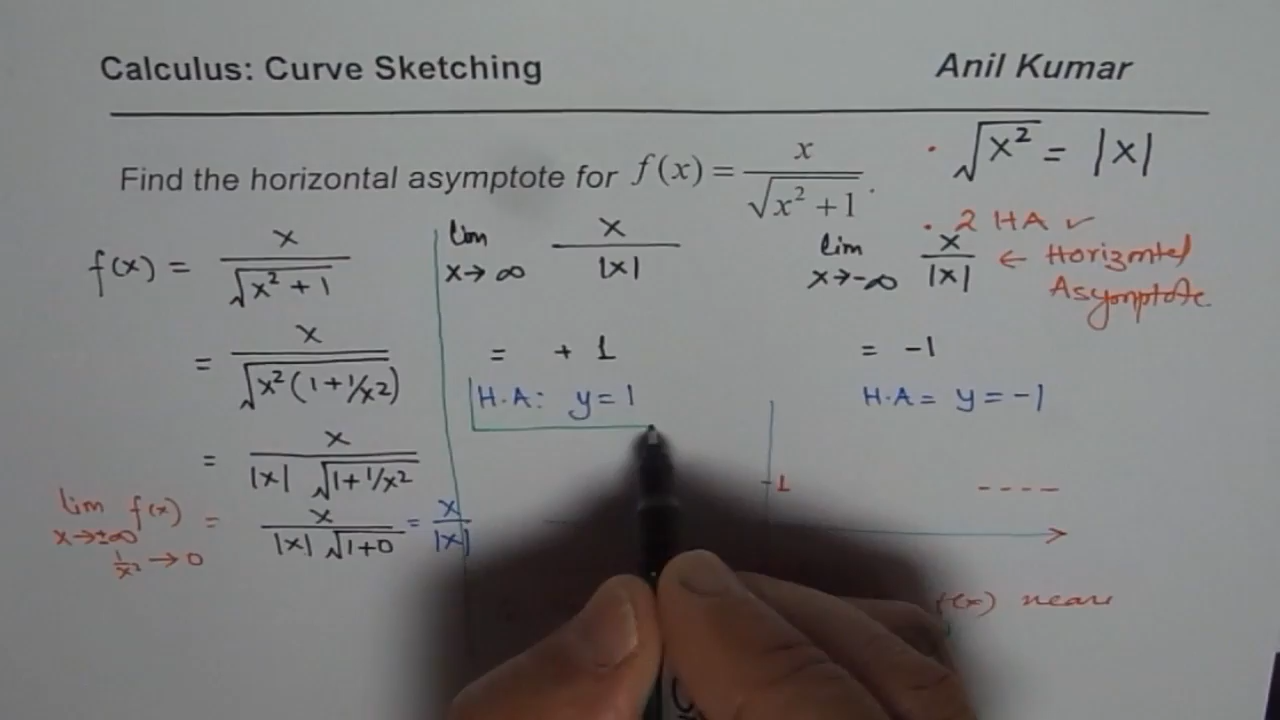 Calculus: Curve Sketching
Anil Kumar
Find the horizontal asymptote for f(x) = x / √(x² + 1).
· √(x²) = |x|
· 2 HA ✓
← Horizontal
Asymptote
f(x) = x / √(x² + 1)
= x / √(x²(1 + 1/x²))
= x / (|x| √(1 + 1/x²))
lim x→±∞ f(x) = x / (|x| √(1+0)) = x / |x|
1/x² → 0
lim x→∞ x / |x|
= + 1
H.A: y = 1
lim x→-∞ x / |x|
= -1
H.A = y = -1
1
f(x) near